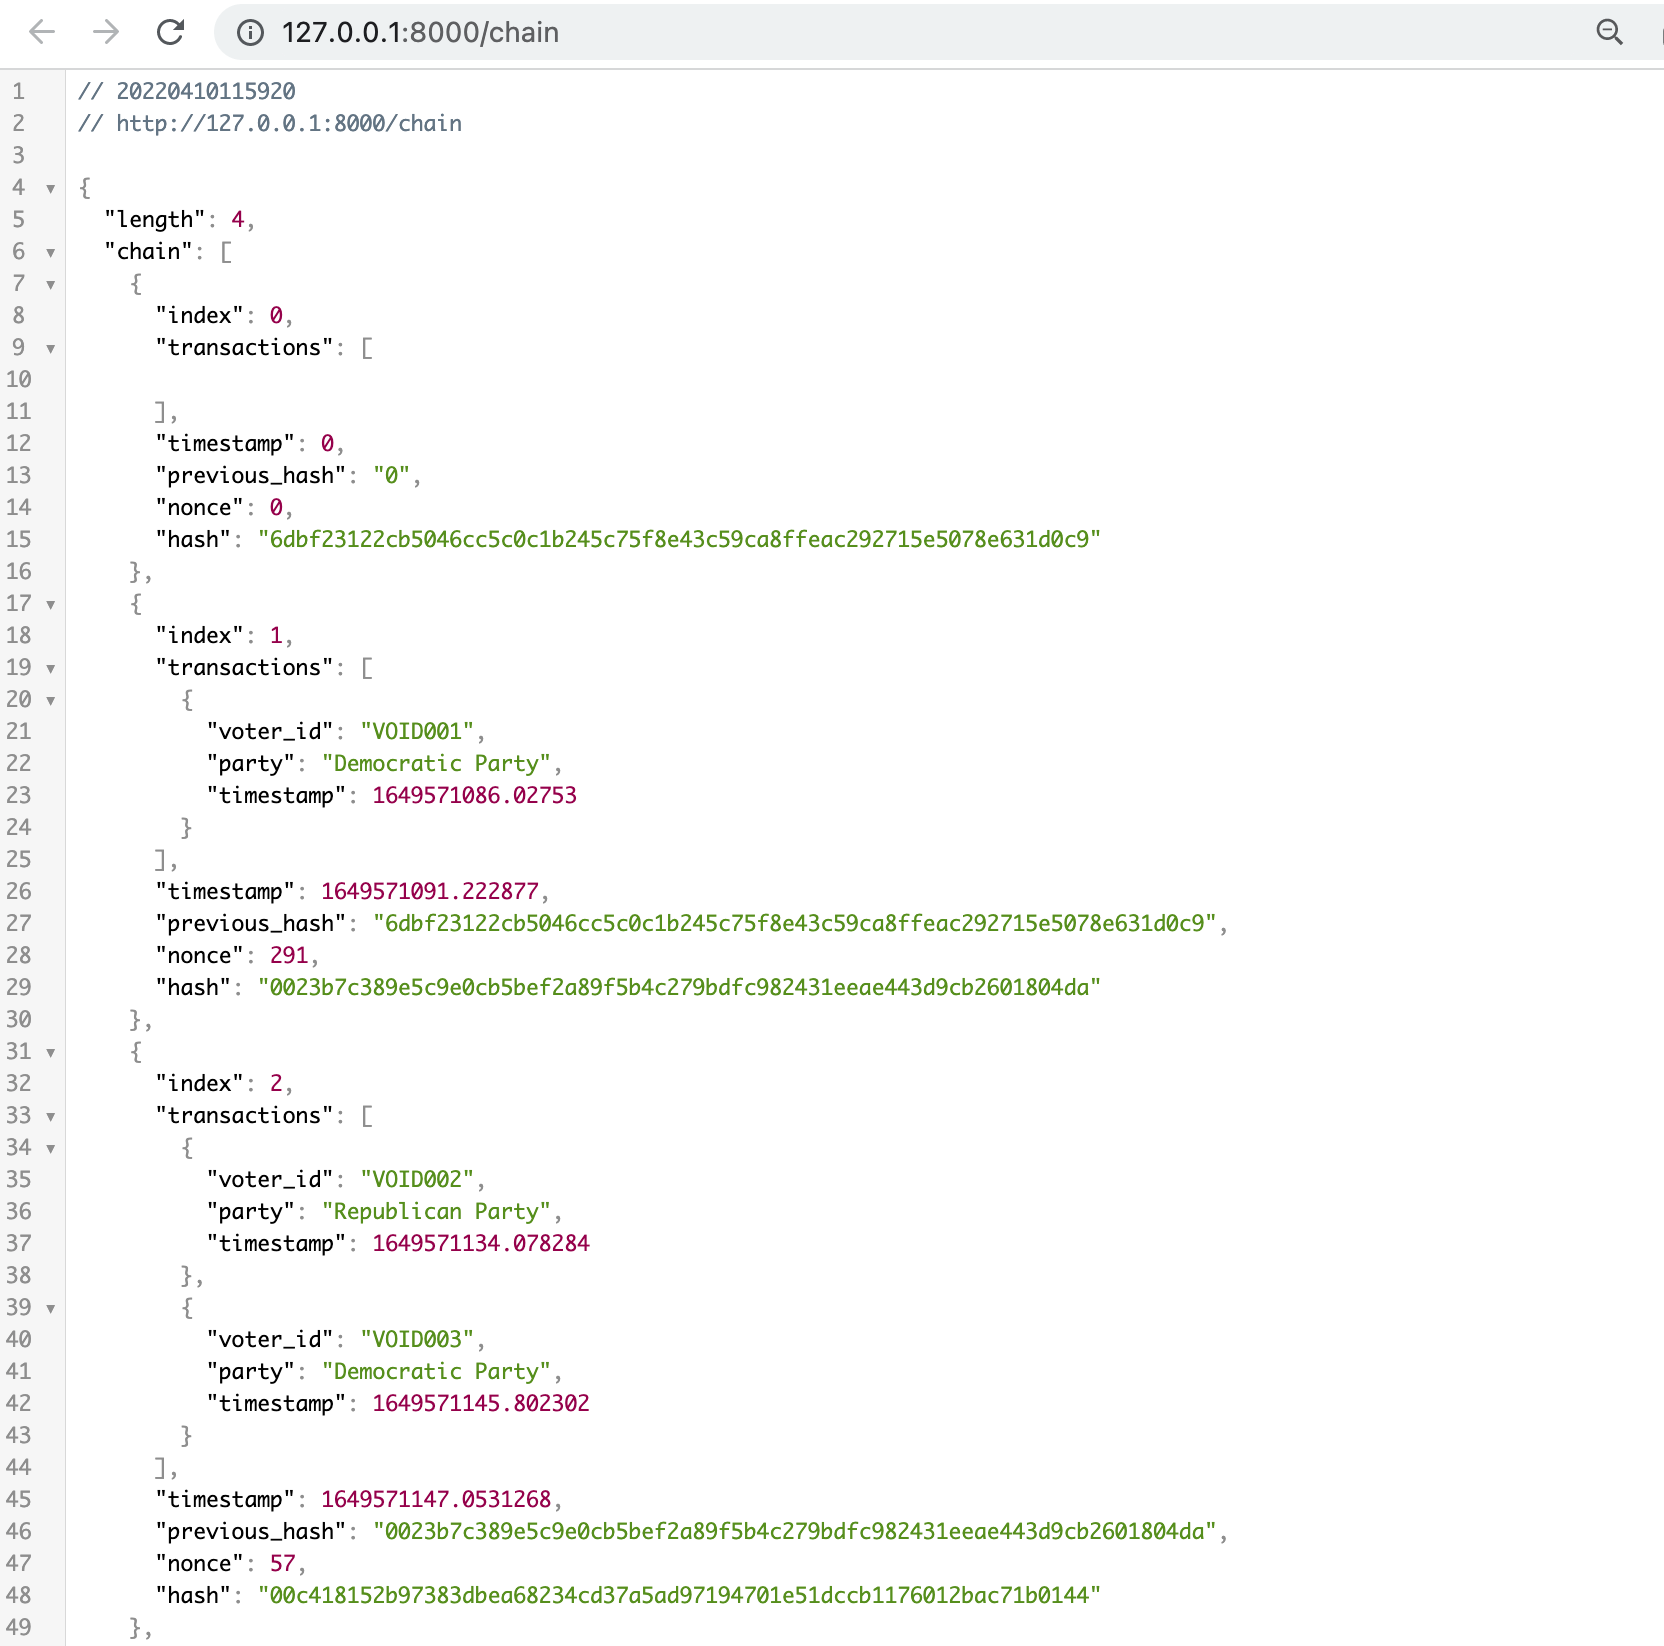 127.0.0.1:8000/chain
1 // 20220410115920
2 // http://127.0.0.1:8000/chain
3
4 {
5 "length": 4,
6 "chain": [
7 {
8 "index": 0,
9 "transactions": [
10
11 ],
12 "timestamp": 0,
13 "previous_hash": "0",
14 "nonce": 0,
15 "hash": "6dbf23122cb5046cc5c0c1b245c75f8e43c59ca8ffeac292715e5078e631d0c9"
16 },
17 {
18 "index": 1,
19 "transactions": [
20 {
21 "voter_id": "VOID001",
22 "party": "Democratic Party",
23 "timestamp": 1649571086.02753
24 }
25 ],
26 "timestamp": 1649571091.222877,
27 "previous_hash": "6dbf23122cb5046cc5c0c1b245c75f8e43c59ca8ffeac292715e5078e631d0c9",
28 "nonce": 291,
29 "hash": "0023b7c389e5c9e0cb5bef2a89f5b4c279bdfc982431eeae443d9cb2601804da"
30 },
31 {
32 "index": 2,
33 "transactions": [
34 {
35 "voter_id": "VOID002",
36 "party": "Republican Party",
37 "timestamp": 1649571134.078284
38 },
39 {
40 "voter_id": "VOID003",
41 "party": "Democratic Party",
42 "timestamp": 1649571145.802302
43 }
44 ],
45 "timestamp": 1649571147.0531268,
46 "previous_hash": "0023b7c389e5c9e0cb5bef2a89f5b4c279bdfc982431eeae443d9cb2601804da",
47 "nonce": 57,
48 "hash": "00c418152b97383dbea68234cd37a5ad97194701e51dccb1176012bac71b0144"
49 },